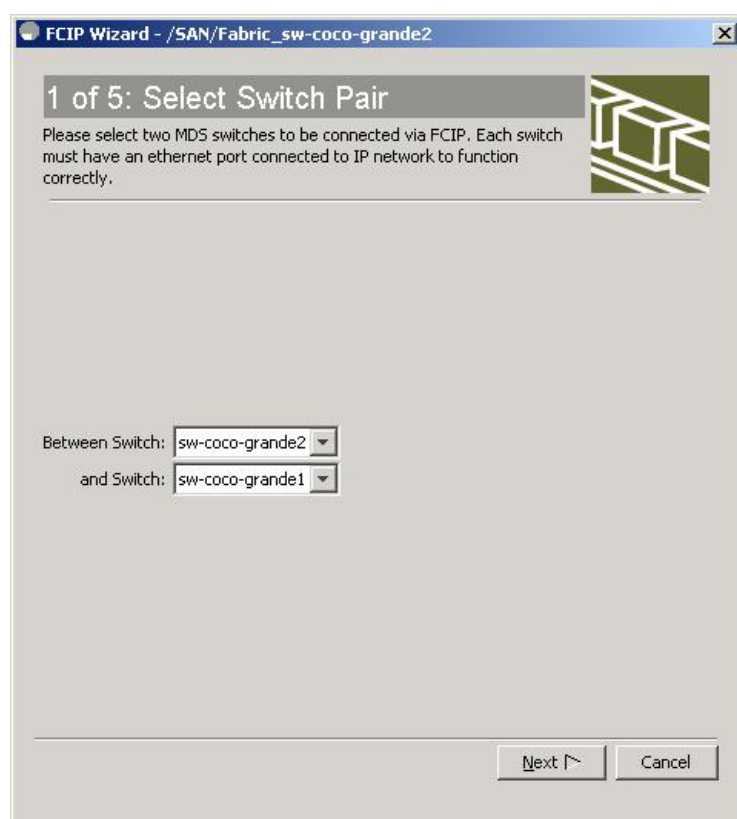 FCIP Wizard - /SAN/Fabric_sw-coco-grande2
1 of 5: Select Switch Pair
Please select two MDS switches to be connected via FCIP. Each switch
must have an ethernet port connected to IP network to function
correctly.
Between Switch: sw-coco-grande2
and Switch: sw-coco-grande1
Next Cancel